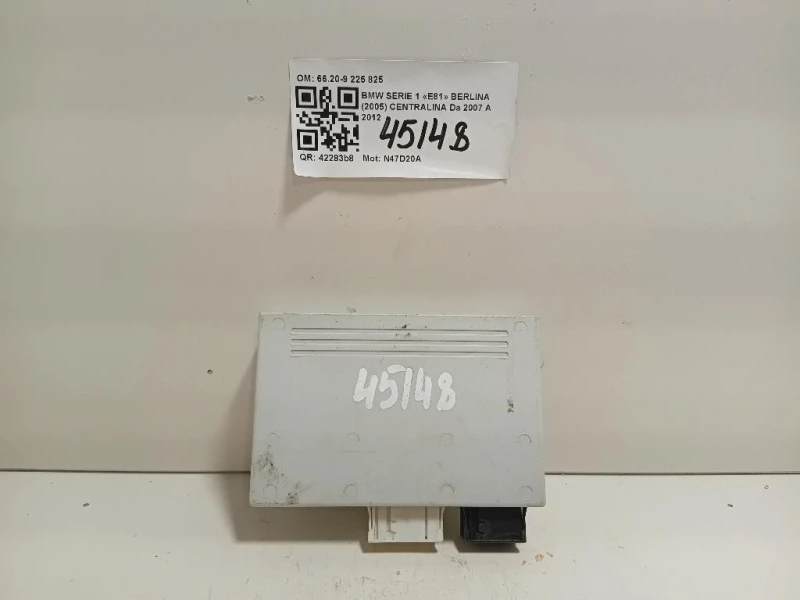 OM: 66.20-9 225 825
BMW SERIE 1 «E81» BERLINA
(2005) CENTRALINA Da 2007 A
2012
45148
QR: 42283b8 Mot: N47D20A
45148